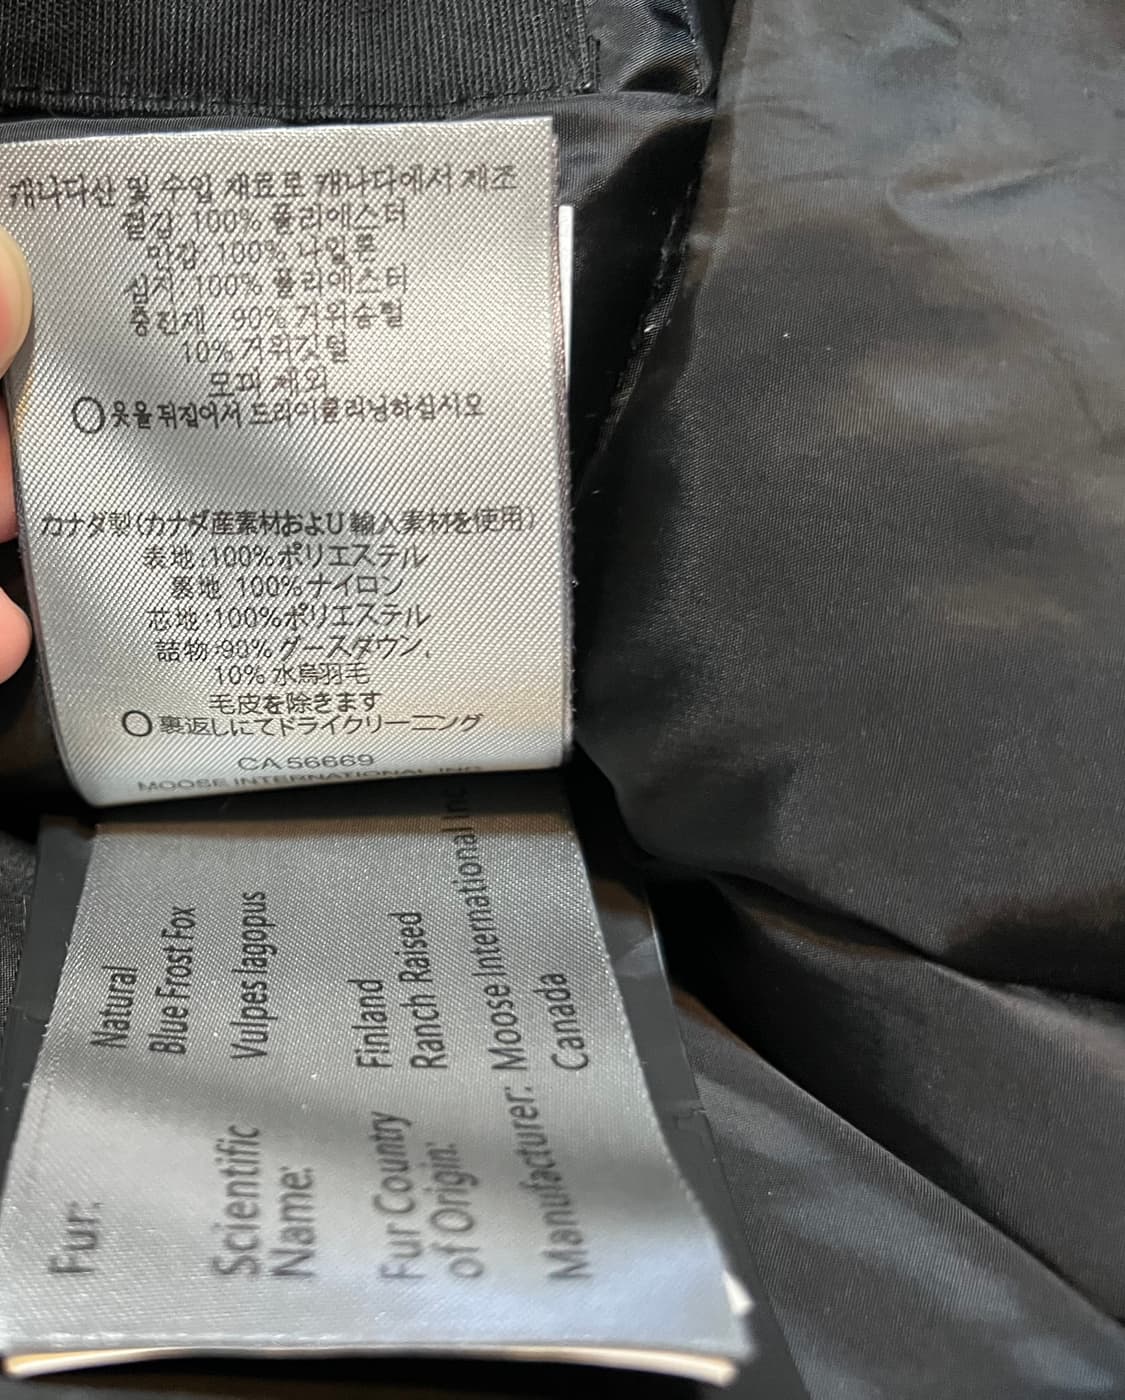 캐나다산 및 수입 재료로 캐나다에서 제조
겉감 100% 폴리에스터
안감 100% 나일론
심지 100% 폴리에스터
충전재 : 90% 거위솜털
10% 거위깃털
모피 제외
옷을 뒤집어서 드라이클리닝하십시오
カナダ製(カナダ産素材および輸入素材を使用)
表地:100%ポリエステル
裏地 100%ナイロン
芯地:100%ポリエステル
詰物:90% グースダウン,
10% 水鳥羽毛
毛皮を除きます
裏返しにてドライクリーニング
CA 56669
MOOSE INTERNATIONAL INC
Fur: Natural
Blue Frost Fox
Scientific Name: Vulpes lagopus
Fur Country of Origin: Finland
Ranch Raised
Manufacturer: Moose International Inc
Canada